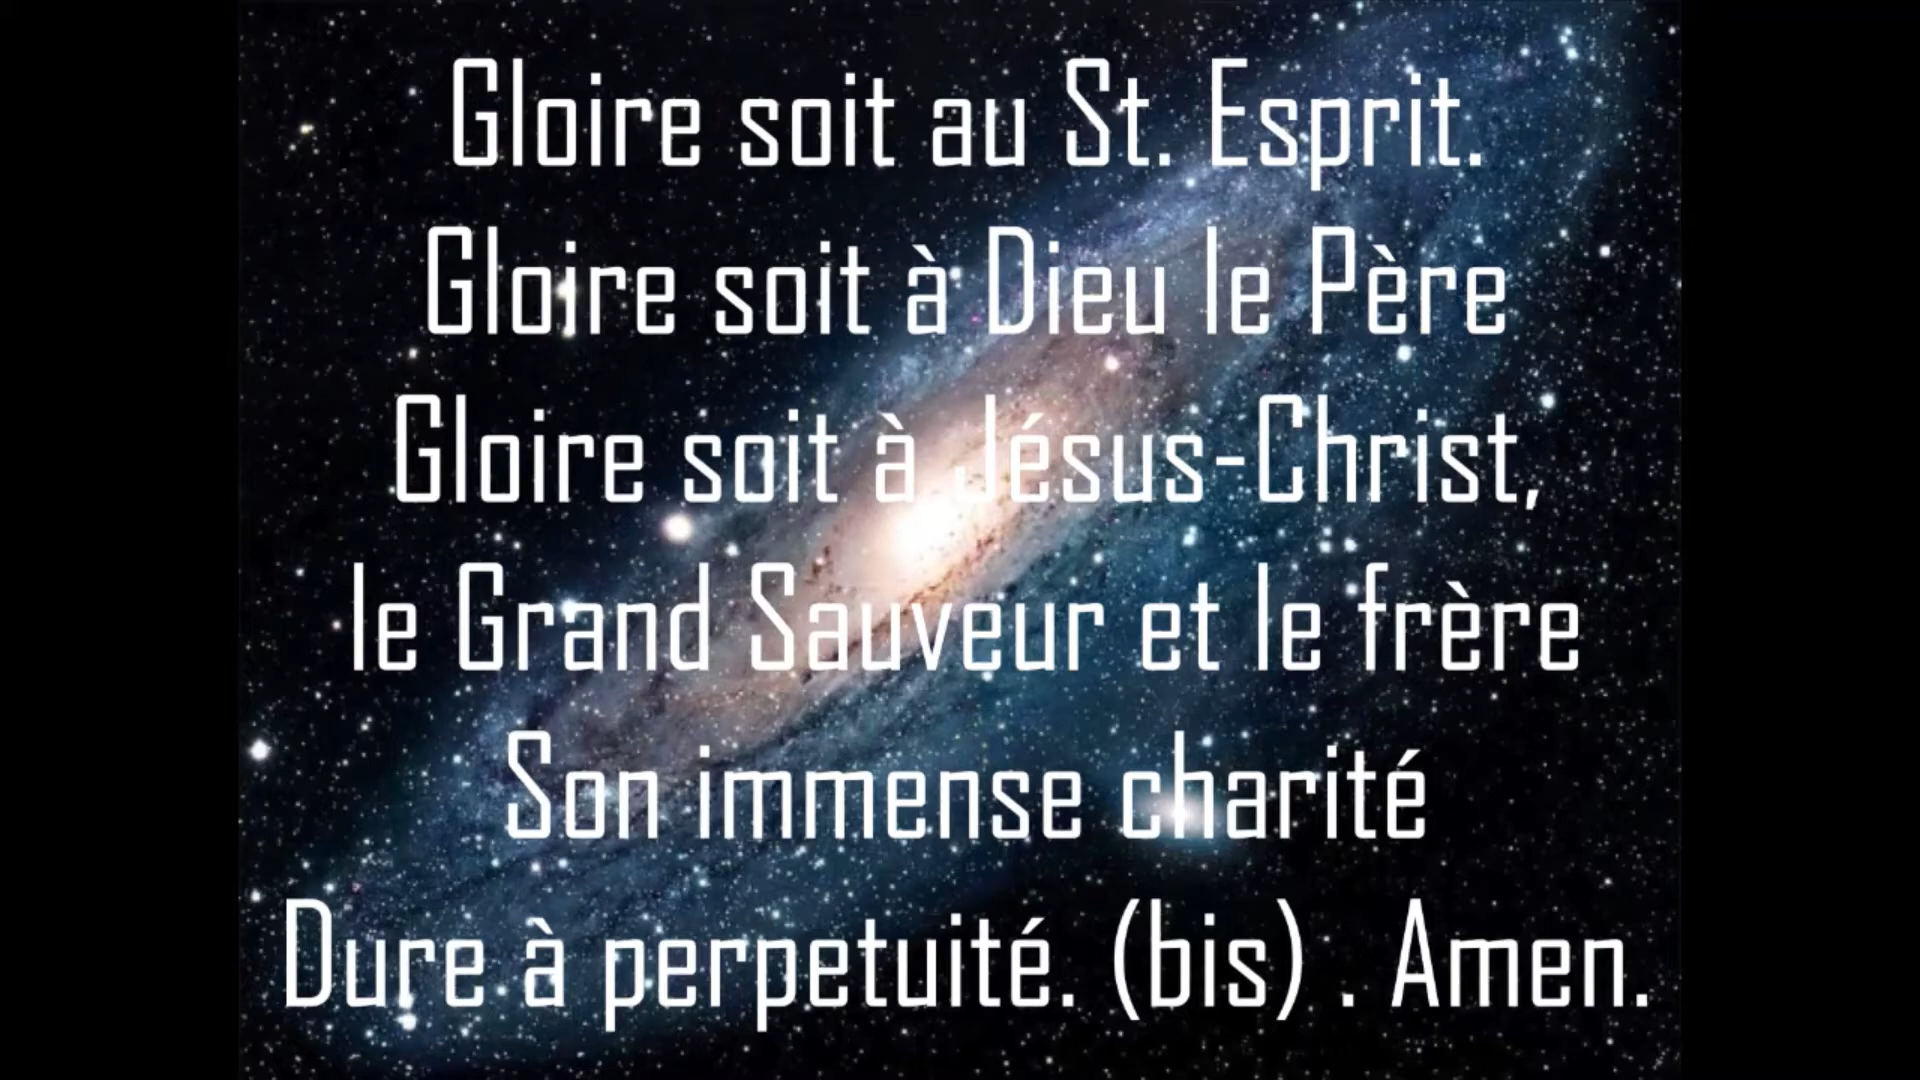 Gloire soit au St. Esprit.
Gloire soit à Dieu le Père
Gloire soit à Jésus-Christ,
le Grand Sauveur et le frère
Son immense charité
Dure à perpetuité. (bis) . Amen.